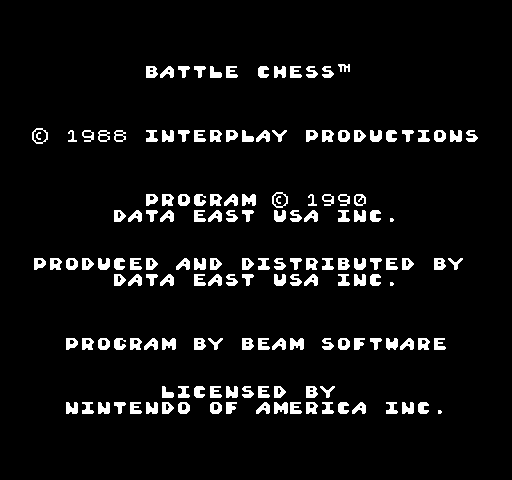 BATTLE CHESS™
© 1988 INTERPLAY PRODUCTIONS
PROGRAM © 1990
DATA EAST USA INC.
PRODUCED AND DISTRIBUTED BY
DATA EAST USA INC.
PROGRAM BY BEAM SOFTWARE
LICENSED BY
NINTENDO OF AMERICA INC.